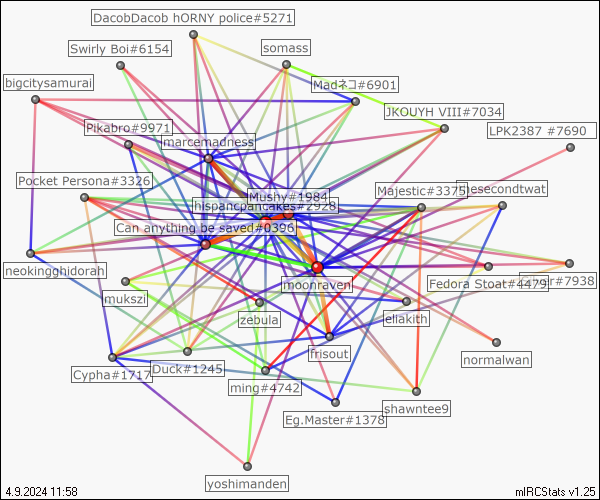 DacobDacob hORNY police#5271
Swirly Boi#6154
somass
bigcitysamurai
Madネコ#6901
JKOUYH VIII#7034
Pikabro#9971
marcemadness
LPK2387 #7690
Pocket Persona#3326
Mushy#1984
hispancpancakes#2928
Majestic#3375
thesecondtwat
Can anything be saved#0396
neokingghidorah
moonraven
Fedora Stoat#4479
#7938
lmukszi
zebula
eliakith
frisout
normalwan
Cypha#1717
Duck#1245
ming#4742
Eg.Master#1378
shawntee9
yoshimanden
4.9.2024 11:58
mIRCStats v1.25